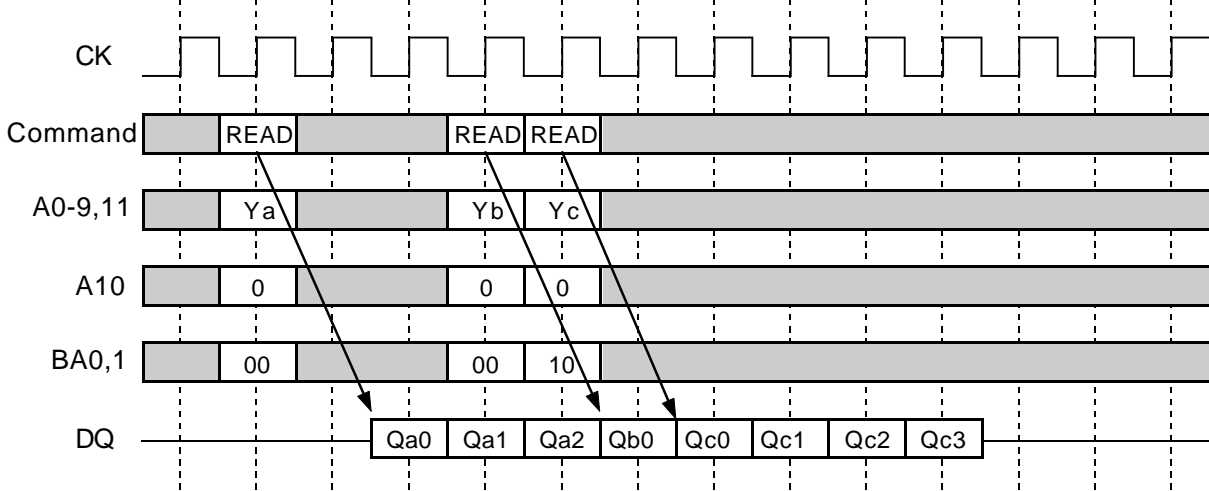 CK
Command READ READ READ
A0-9,11 Ya Yb Yc
A10 0 0 0
BA0,1 00 00 10
DQ Qa0 Qa1 Qa2 Qb0 Qc0 Qc1 Qc2 Qc3